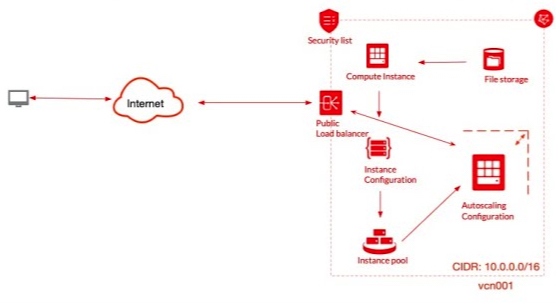 Security list
Compute Instance
File storage
Internet
Public
Load balancer
Instance
Configuration
Autoscaling
Configuration
Instance pool
CIDR: 10.0.0.0/16
vcn001